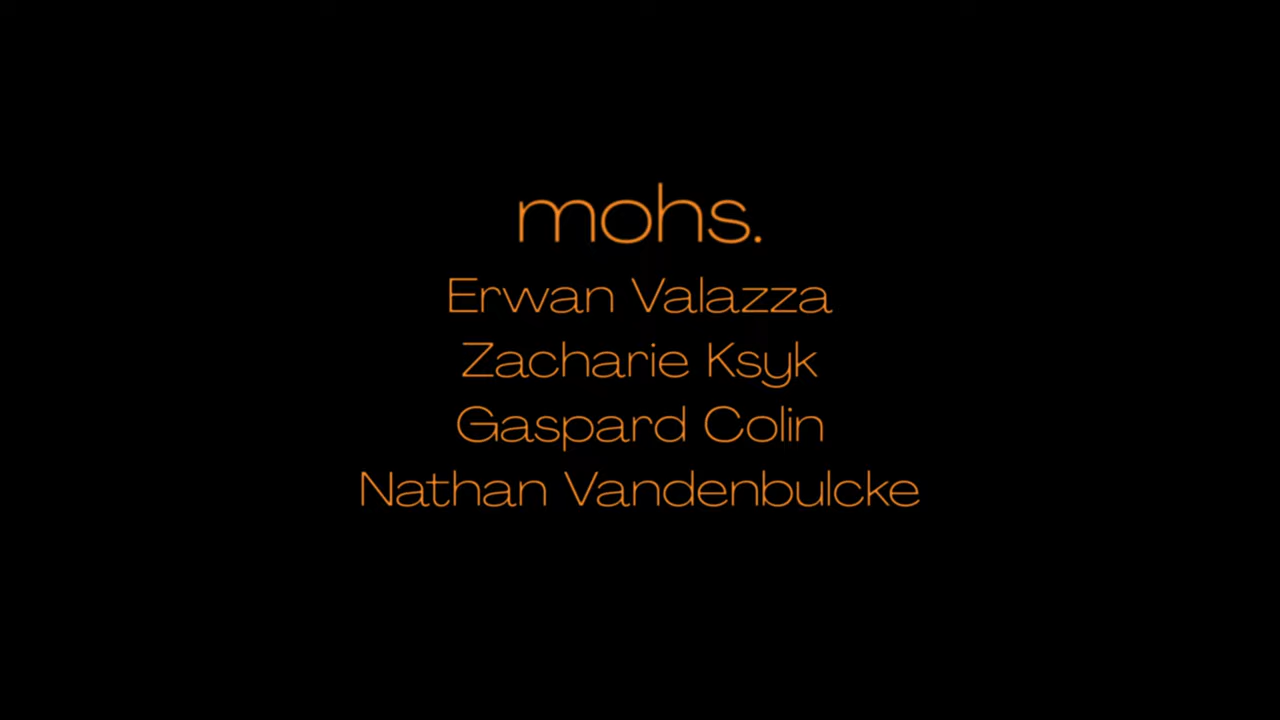 mohs.
Erwan Valazza
Zacharie Ksyk
Gaspard Colin
Nathan Vandenbulcke